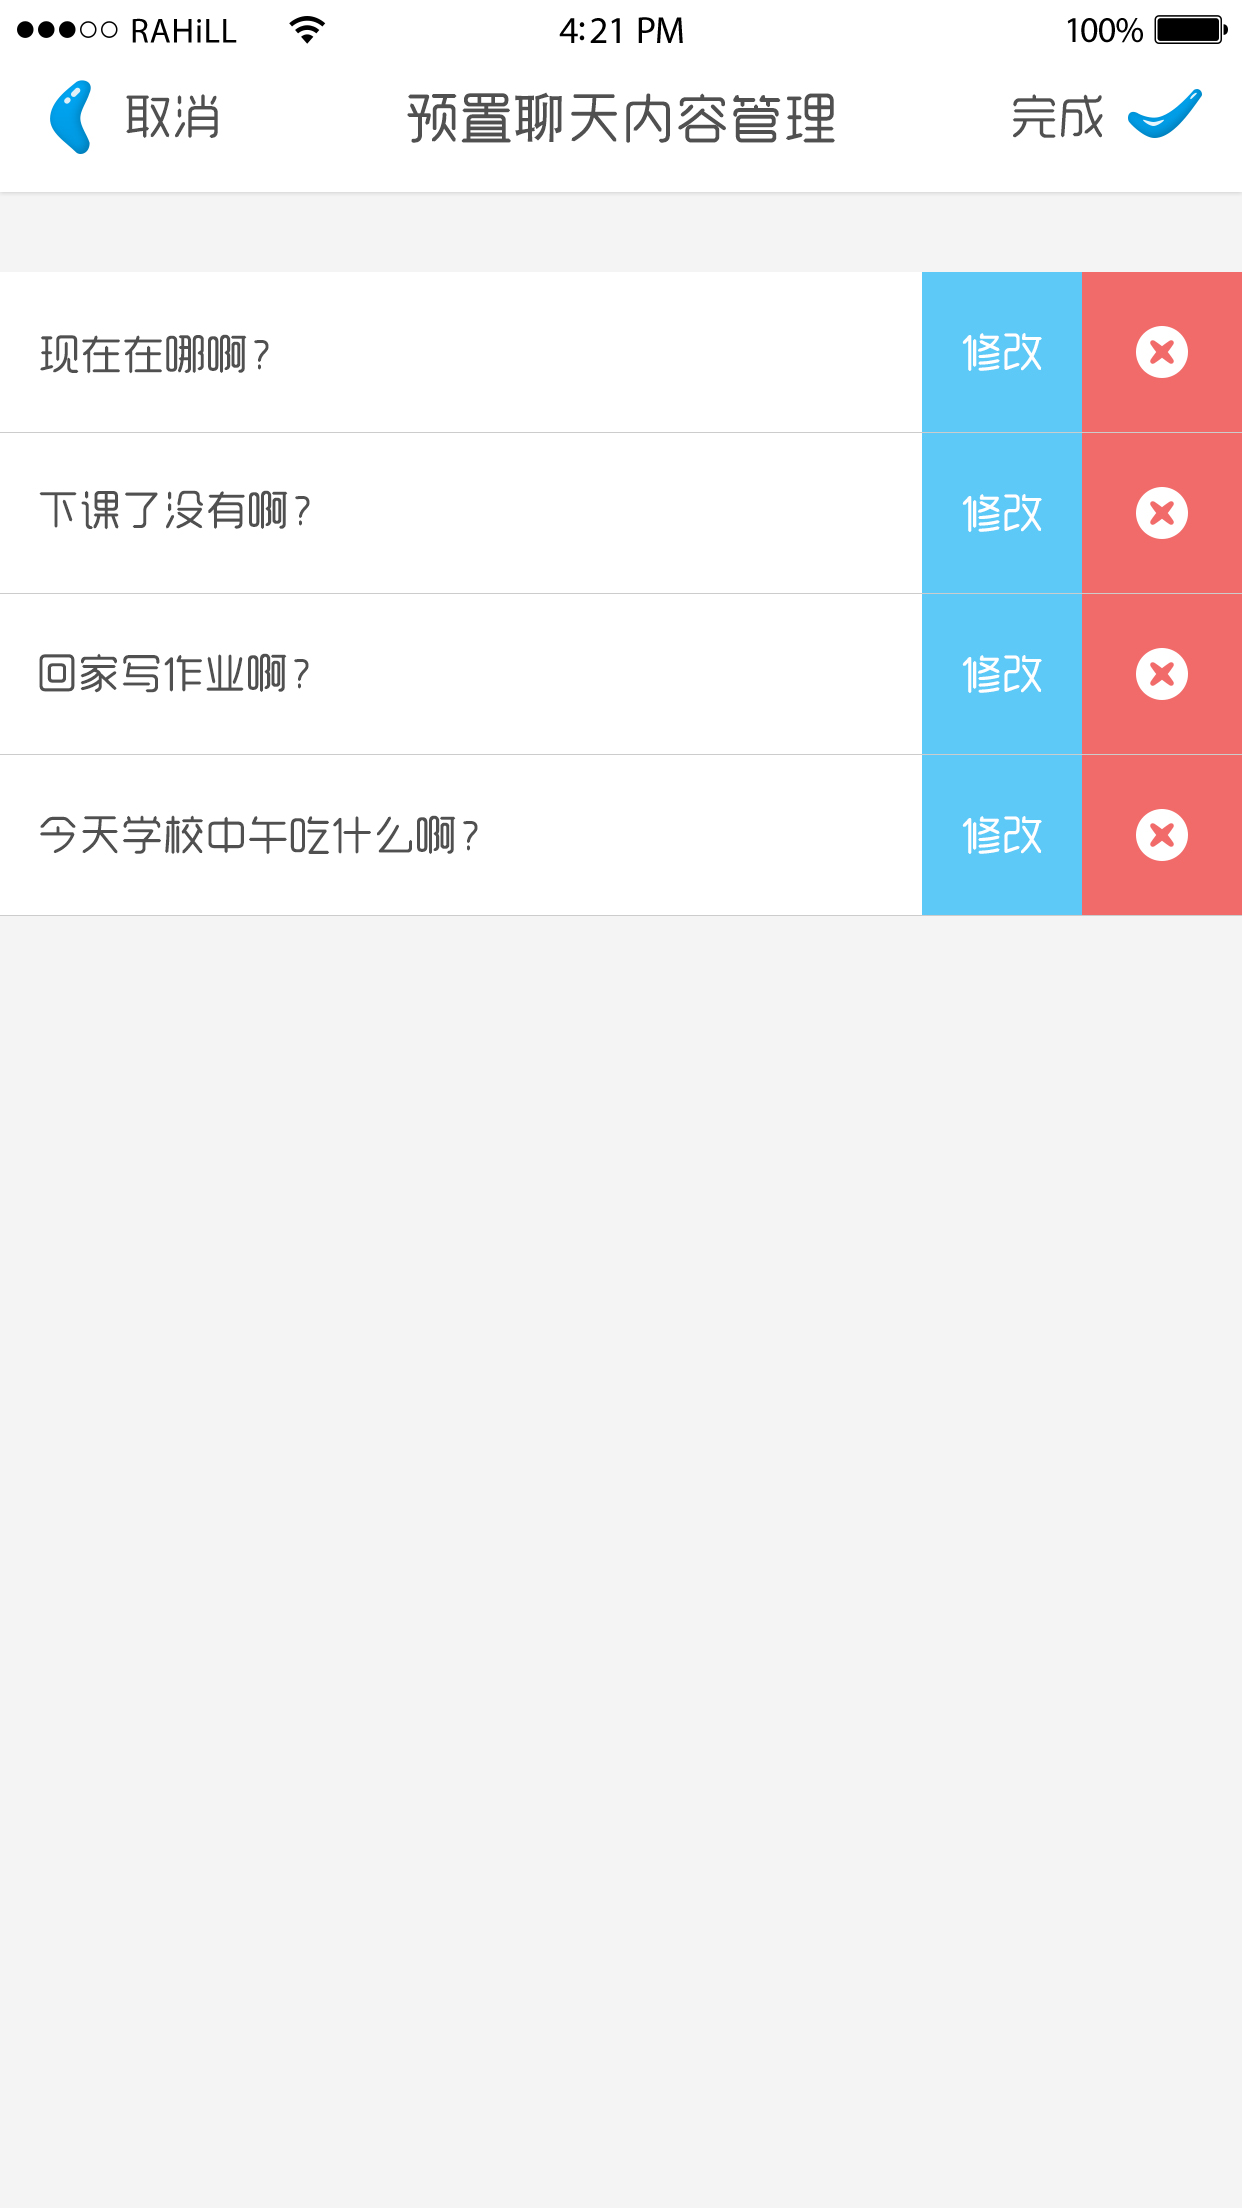 RAHiLL 4:21 PM 100%
取消 预置聊天内容管理 完成
现在在哪啊? 修改
下课了没有啊? 修改
回家写作业啊? 修改
今天学校中午吃什么啊? 修改